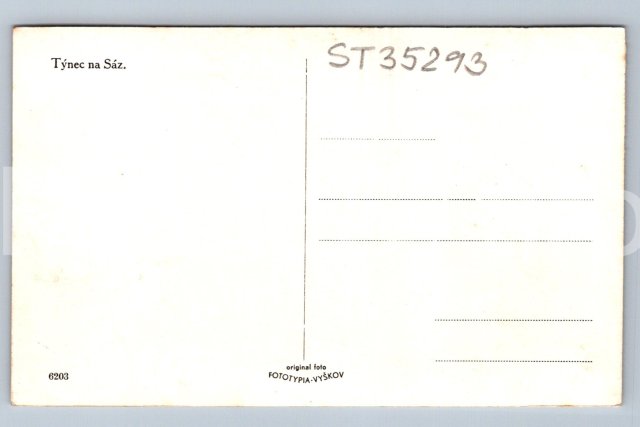 Týnec na Sáz.
ST35293
6203
original foto
FOTOTYPIA-VYŠKOV